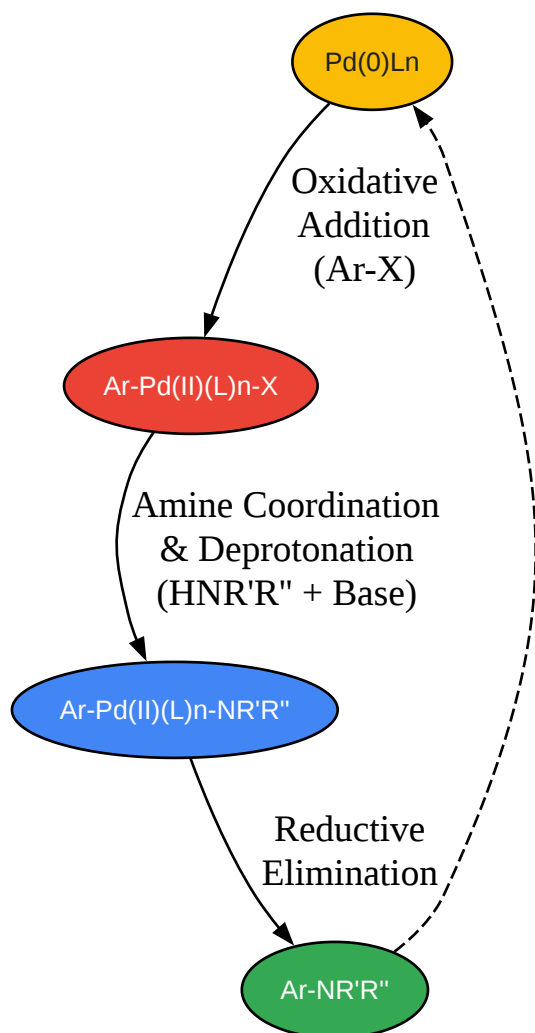 Pd(0)Ln
Oxidative
Addition
(Ar-X)
Ar-Pd(II)(L)n-X
Amine Coordination
& Deprotonation
(HNR'R" + Base)
Ar-Pd(II)(L)n-NR'R"
Reductive
Elimination
Ar-NR'R"